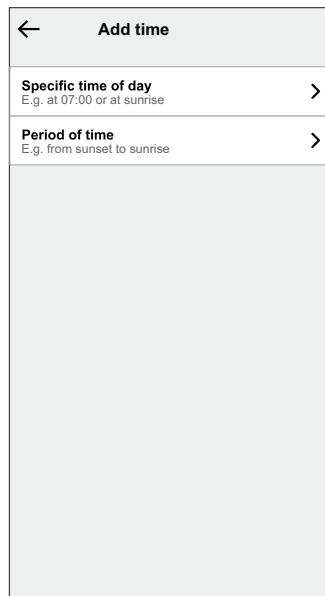 Add time
Specific time of day
E.g. at 07:00 or at sunrise
Period of time
E.g. from sunset to sunrise